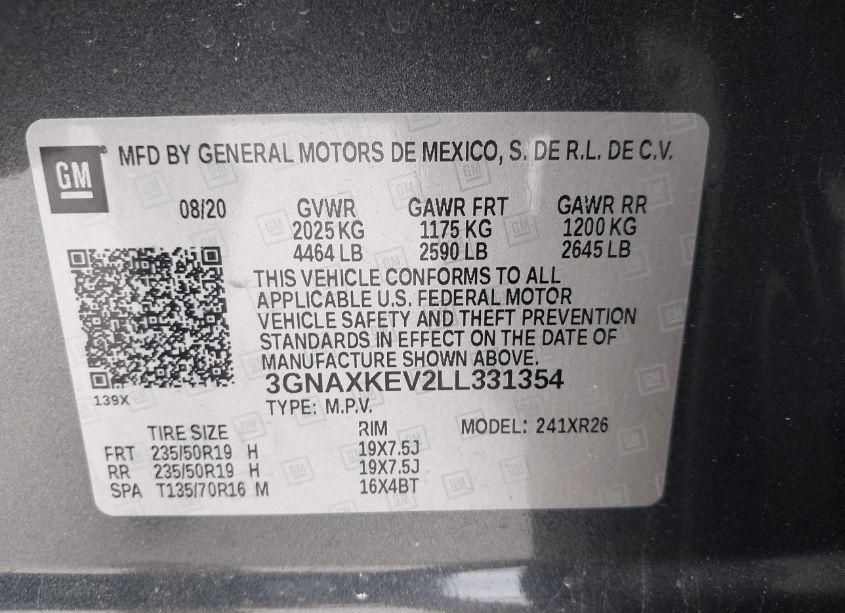 GM ® MFD BY GENERAL MOTORS DE MEXICO, S. DE R.L. DE C.V.
08/20 GVWR GAWR FRT GAWR RR
2025 KG 1175 KG 1200 KG
4464 LB 2590 LB 2645 LB
THIS VEHICLE CONFORMS TO ALL
APPLICABLE U.S. FEDERAL MOTOR
VEHICLE SAFETY AND THEFT PREVENTION
STANDARDS IN EFFECT ON THE DATE OF
MANUFACTURE SHOWN ABOVE.
3GNAXKEV2LL331354
139X
TYPE: M.P.V.
TIRE SIZE RIM MODEL: 241XR26
FRT 235/50R19 H 19X7.5J
RR 235/50R19 H 19X7.5J
SPA T135/70R16 M 16X4BT